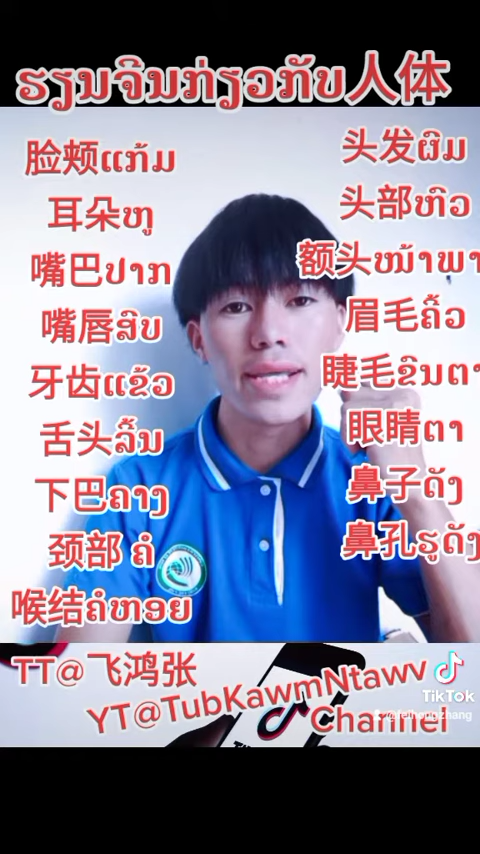 ຮຽນຈີນກ່ຽວກັບ人体
脸颊ແກ້ມ
耳朵ຫູ
嘴巴ປາກ
嘴唇ສົບ
牙齿ແຂ້ວ
舌头ລີ້ນ
下巴ຄາງ
颈部 ຄໍ
喉结ຄໍຫອຍ
头发ຜົມ
头部ຫົວ
额头ໜ້າຜາ
眉毛ຄິ້ວ
睫毛ຂົນຕາ
眼睛ຕາ
鼻子ດັງ
鼻孔ຮູດັງ
TT@飞鸿张
YT@TubKawmNtawv
Channel
TikTok
@feihongzhang